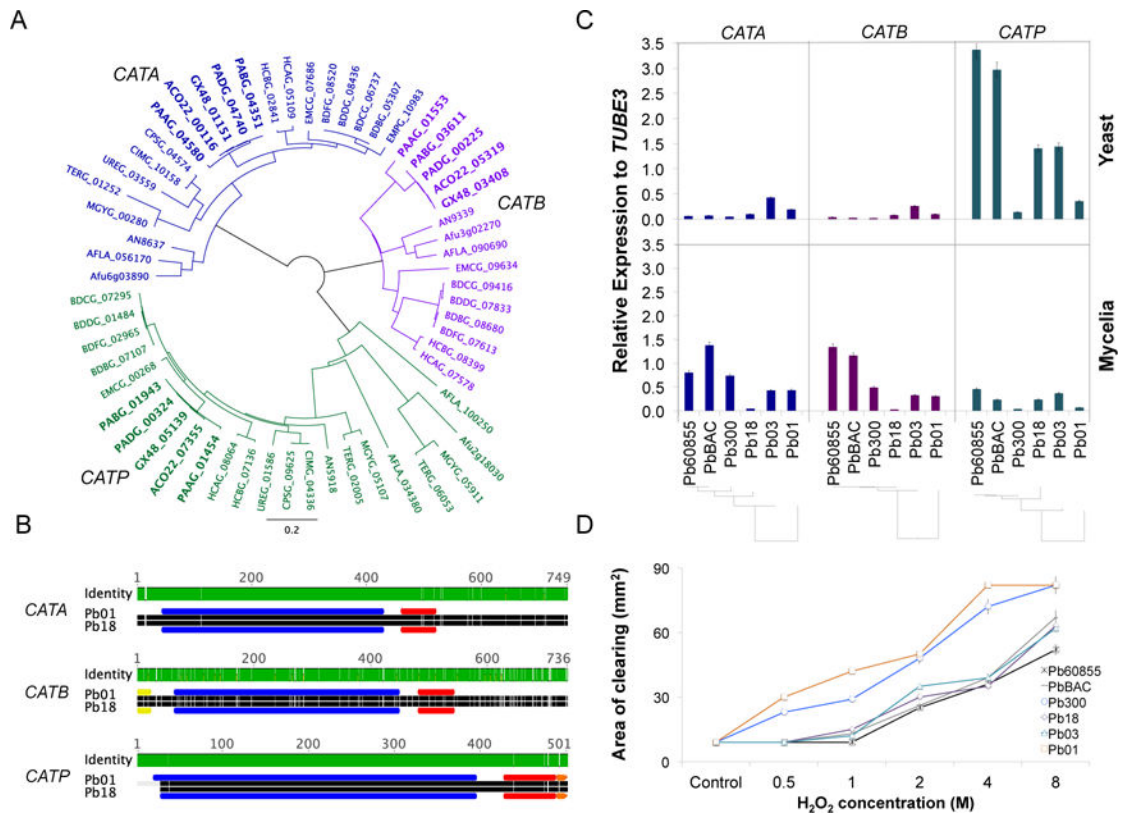 A
CATA
PAAG_04580
ACO22_00116
GX48_01151
PADG_04740
PABG_04351
HCBG_02841
HCAG_05109
EMCG_07686
BDFG_08520
BDDG_08436
BDCG_06737
BDBG_05307
EMPG_10983
CPSG_04574
CIMG_10158
UREG_03559
TERG_01252
MGYG_00280
AN8637
AFLA_056170
Afu6g03890
PAAG_01553
PABG_03611
PADG_00225
ACO22_05319
GX48_03408
CATB
AN9339
Afu3g02270
AFLA_090690
EMCG_09634
BDCG_09416
BDDG_07833
BDBG_08680
BDFG_07613
HCBG_08399
HCAG_07578
AFLA_100250
Afu2g18030
MGYG_05911
TERG_06053
AFLA_034380
MGYG_05107
TERG_02005
AN5918
CIMG_04336
CPSG_09625
UREG_01586
HCBG_07136
HCAG_08064
PAAG_01454
ACO22_07355
GX48_05139
PADG_00324
PABG_01943
EMCG_00268
BDBG_07107
BDFG_02965
BDDG_01484
BDCG_07295
CATP
0.2
B
1 200 400 600 749
Identity
CATA
Pb01
Pb18
1 200 400 600 736
Identity
CATB
Pb01
Pb18
1 100 200 300 400 501
Identity
CATP
Pb01
Pb18
C
CATA CATB CATP
Relative Expression to TUBE3
3.5
3.0
2.5
2.0
1.5
1.0
0.5
0.0
Yeast
3.5
3.0
2.5
2.0
1.5
1.0
0.5
0.0
Mycelia
Pb60855 PbBAC Pb300 Pb18 Pb03 Pb01
Pb60855 PbBAC Pb300 Pb18 Pb03 Pb01
Pb60855 PbBAC Pb300 Pb18 Pb03 Pb01
D
Area of clearing (mm²)
90
60
30
0
Control 0.5 1 2 4 8
H₂O₂ concentration (M)
Pb60855
PbBAC
Pb300
Pb18
Pb03
Pb01